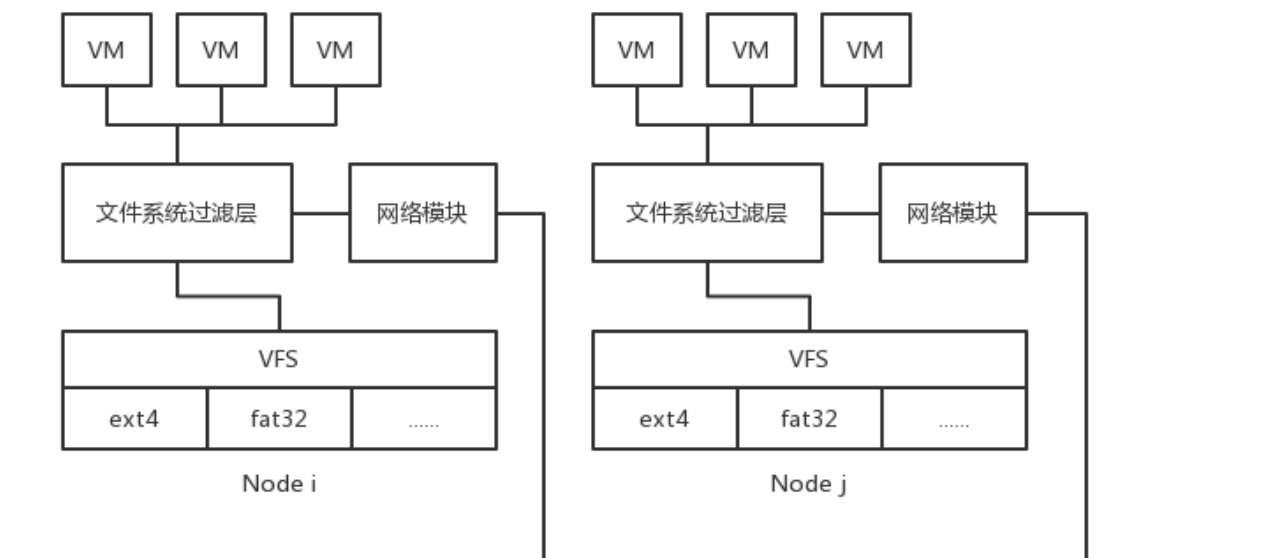 VM VM VM VM VM VM
文件系统过滤层 网络模块 文件系统过滤层 网络模块
VFS VFS
ext4 fat32 ...... ext4 fat32 ......
Node i Node j